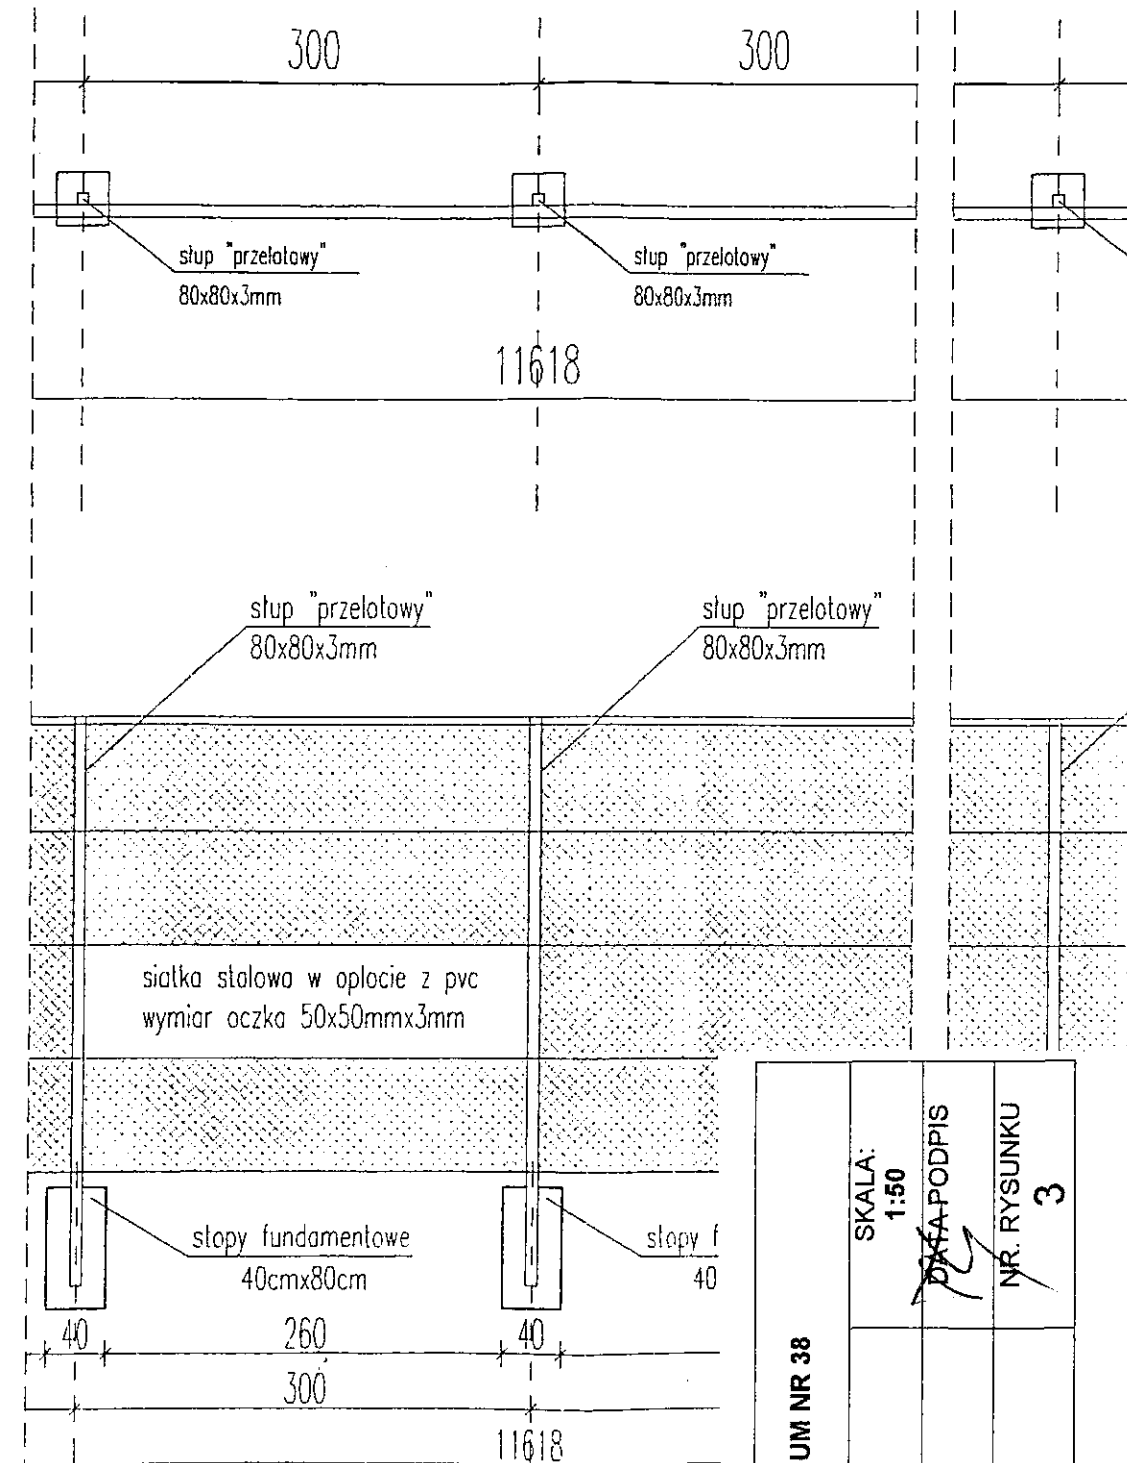 300
300
słup "przelotowy"
80x80x3mm
słup "przelotowy"
80x80x3mm
11618
słup "przelotowy"
80x80x3mm
słup "przelotowy"
80x80x3mm
siatka stalowa w oplocie z pvc
wymiar oczka 50x50mmx3mm
stopy fundamentowe
40cmx80cm
stopy f
40
40
260
40
300
11618
UM NR 38
SKALA:
1:50
DATA PODPIS
NR. RYSUNKU
3